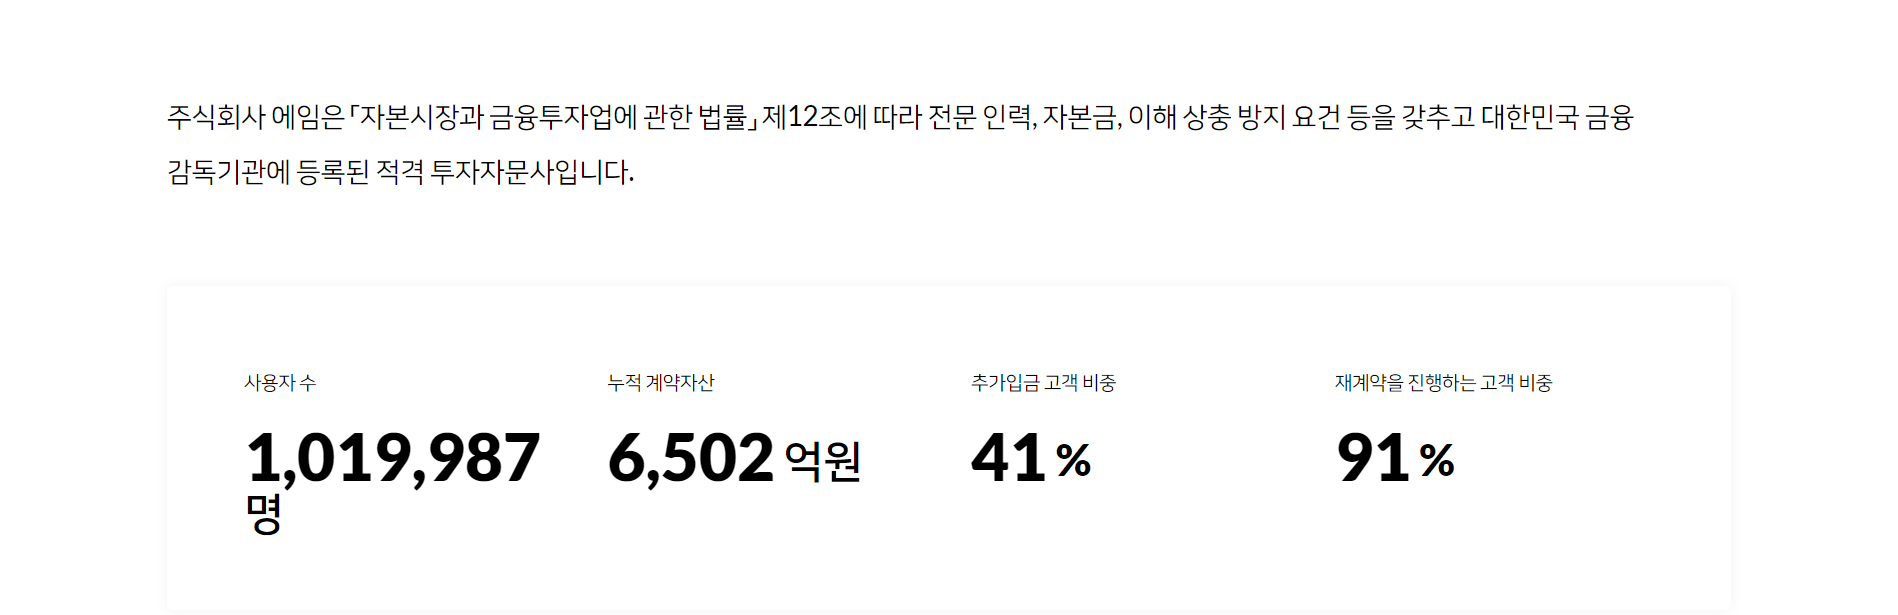 주식회사 에임은 「자본시장과 금융투자업에 관한 법률」 제12조에 따라 전문 인력, 자본금, 이해 상충 방지 요건 등을 갖추고 대한민국 금융
감독기관에 등록된 적격 투자자문사입니다.
사용자 수
1,019,987
명
누적 계약자산
6,502 억원
추가입금 고객 비중
41 %
재계약을 진행하는 고객 비중
91 %